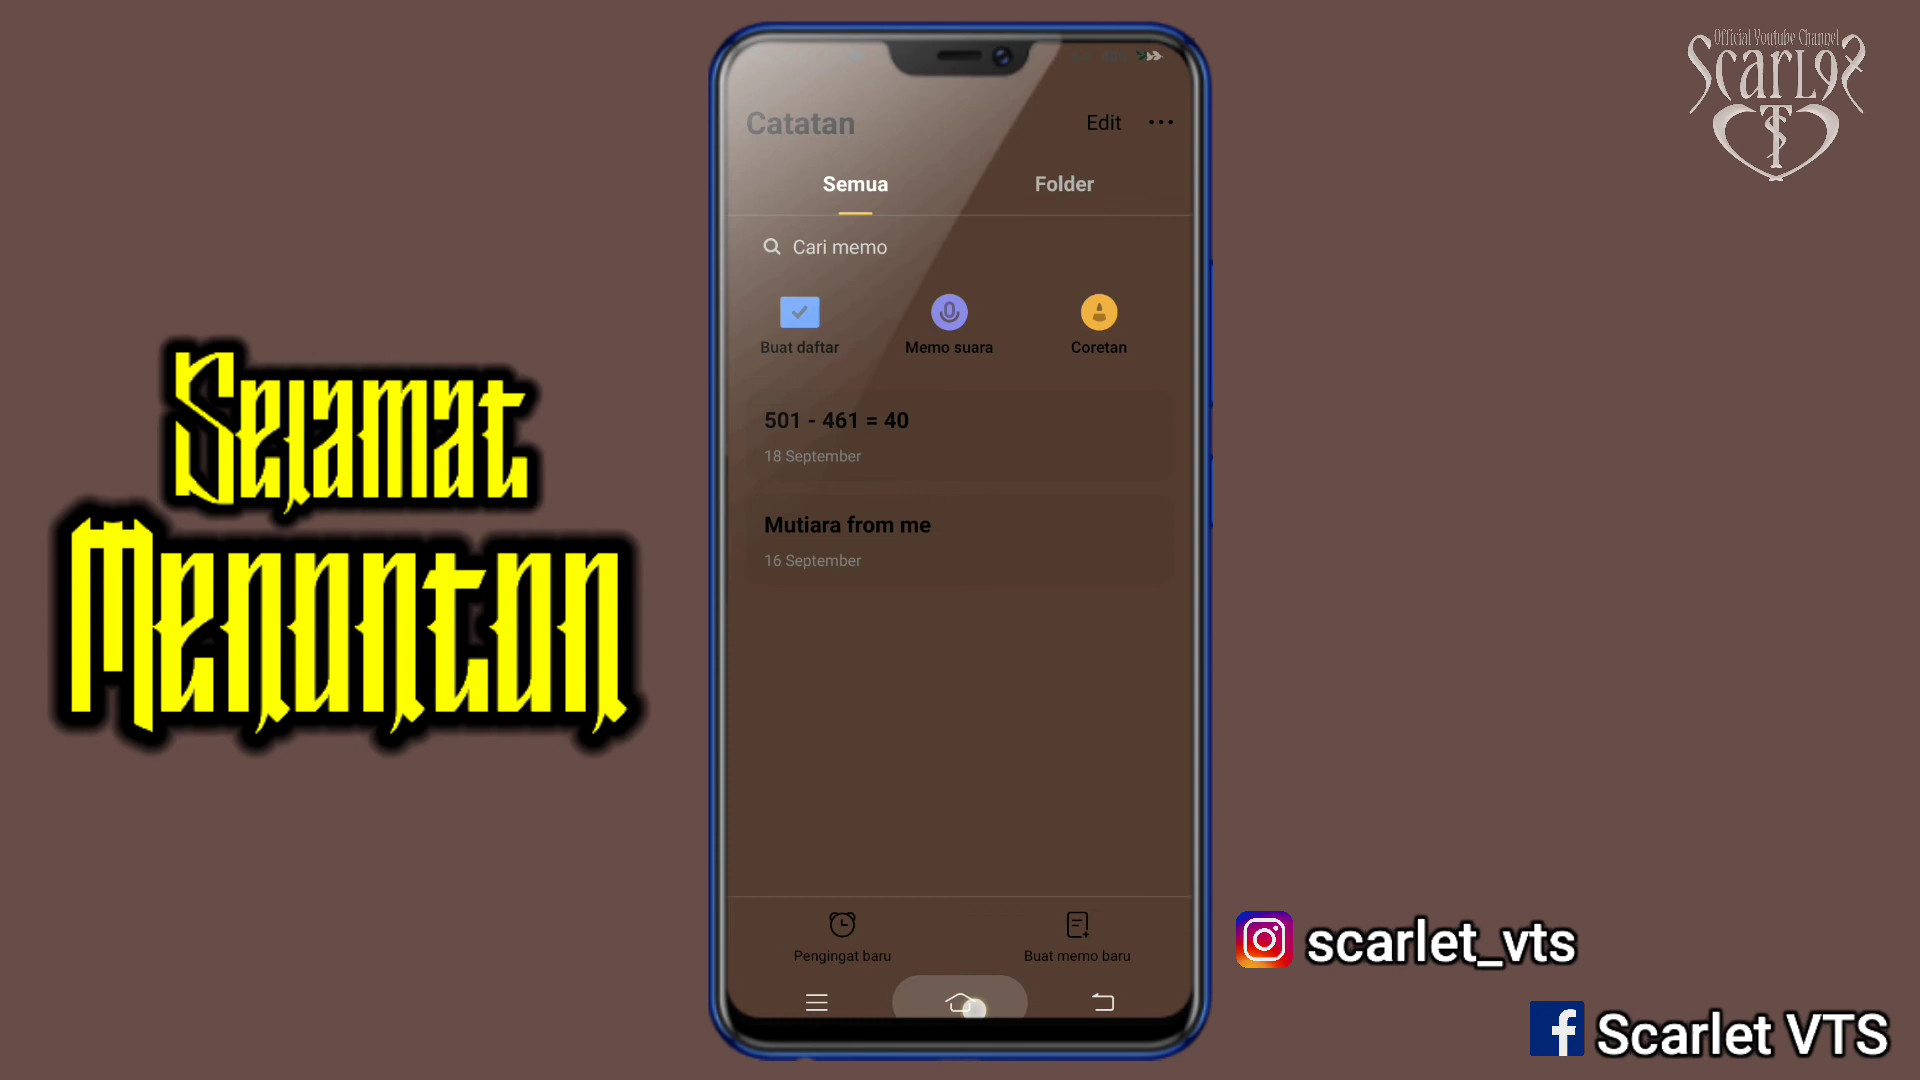 Official Youtube Channel
Scarlet
Catatan
Edit
Semua
Folder
Cari memo
Buat daftar
Memo suara
Coretan
501 - 461 = 40
18 September
Mutiara from me
16 September
Selamat
Menonton
Pengingat baru
Buat memo baru
scarlet_vts
Scarlet VTS